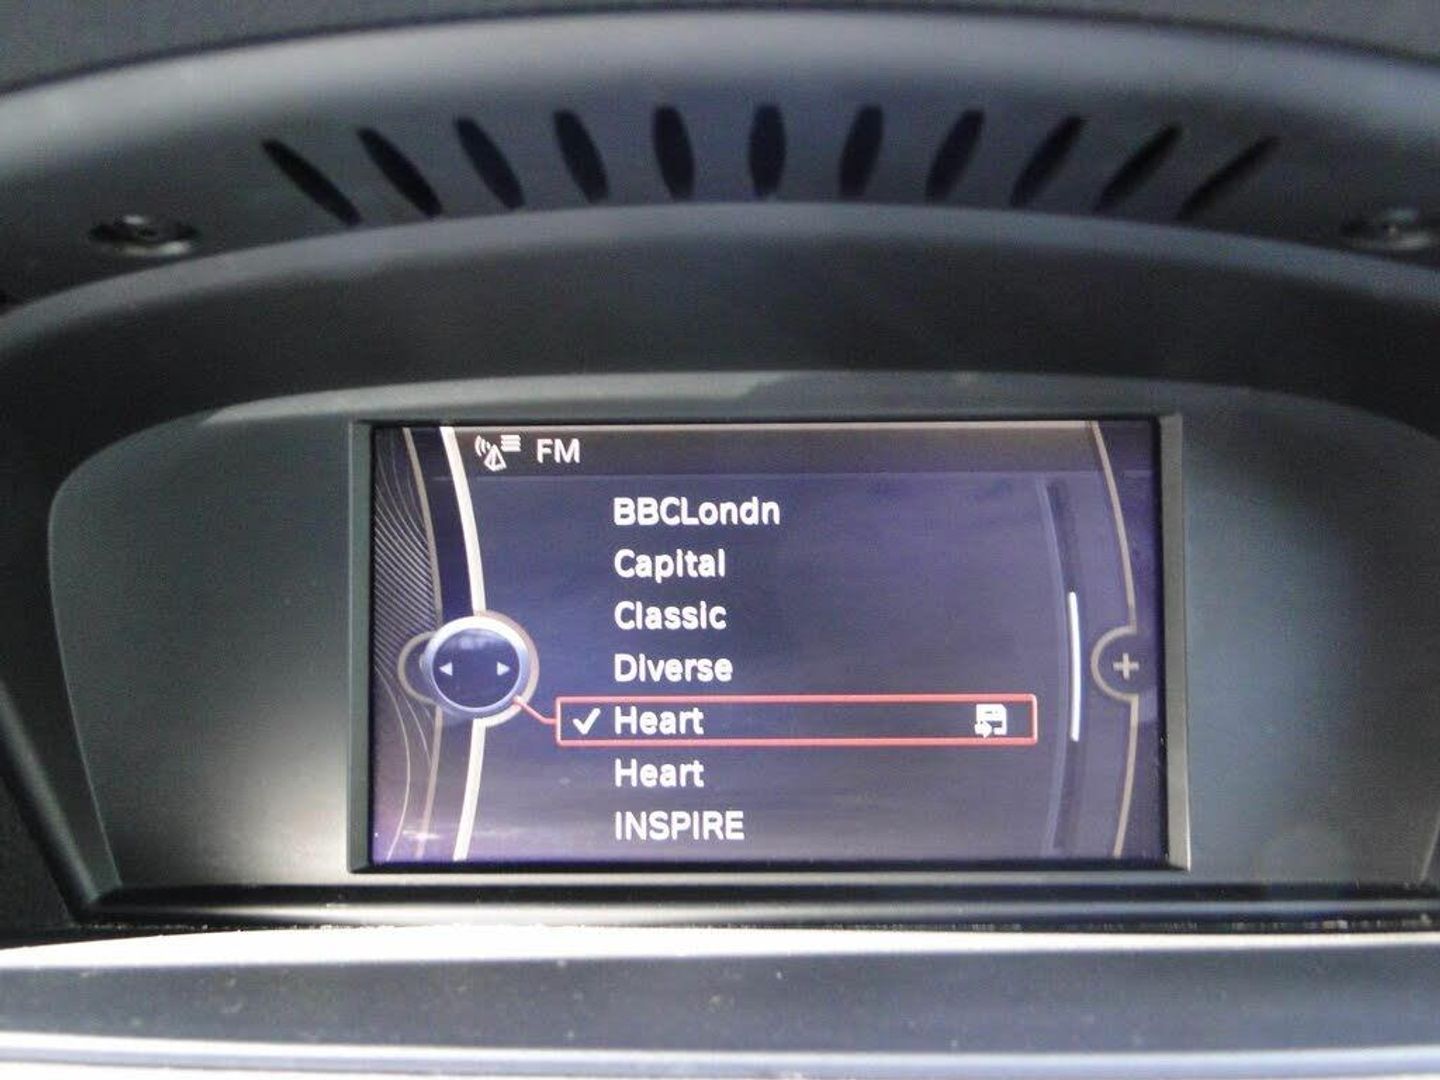 FM
BBCLondn
Capital
Classic
Diverse
Heart
Heart
INSPIRE